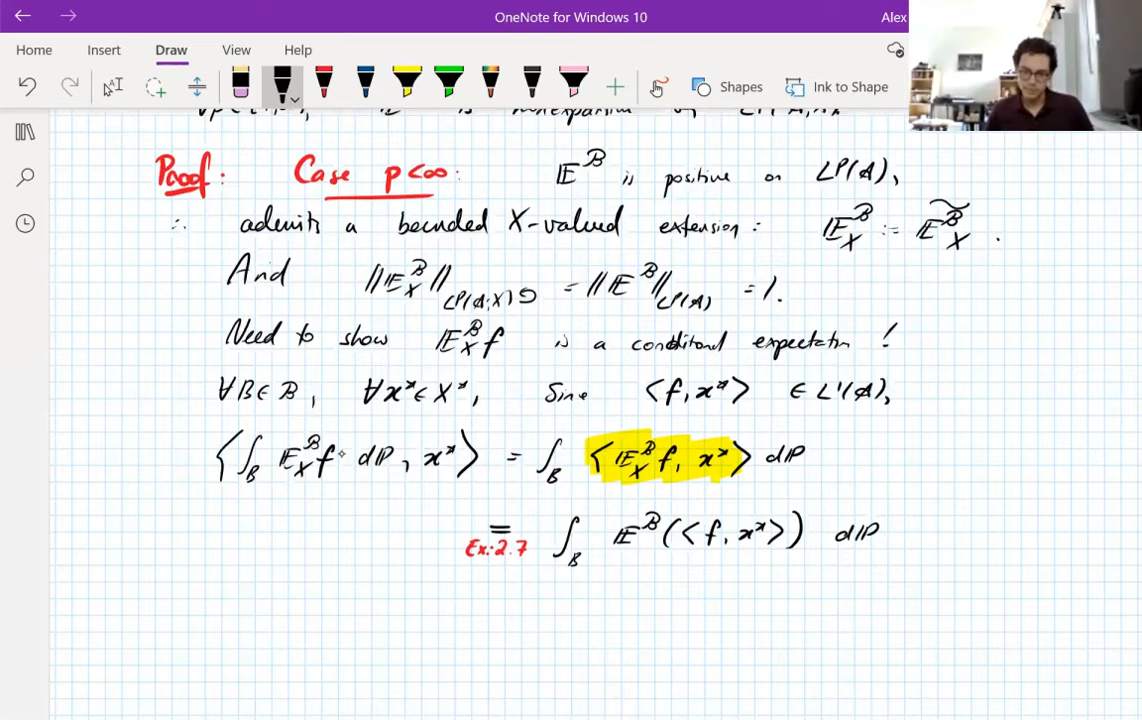 OneNote for Windows 10
Alex
Home Insert Draw View Help
Shapes Ink to Shape
Proof: Case p<∞: 𝔼^ℬ is positive on L^p(𝒜),
∴ admits a bounded X-valued extension: 𝔼_X^ℬ := \widetilde{𝔼_X^ℬ}.
And ‖𝔼_X^ℬ‖_{L^p(𝒜;X)↺} = ‖𝔼^ℬ‖_{L^p(𝒜)} = 1.
Need to show 𝔼_X^ℬ f is a conditional expectation!
∀B∈ℬ, ∀x*∈X*, Since <f, x*> ∈ L'(𝒜),
⟨∫_B 𝔼_X^ℬ f dℙ, x*⟩ = ∫_B ⟨𝔼_X^ℬ f, x*⟩ dℙ
= Ex:2.7 ∫_B 𝔼^ℬ(<f, x*>) dℙ